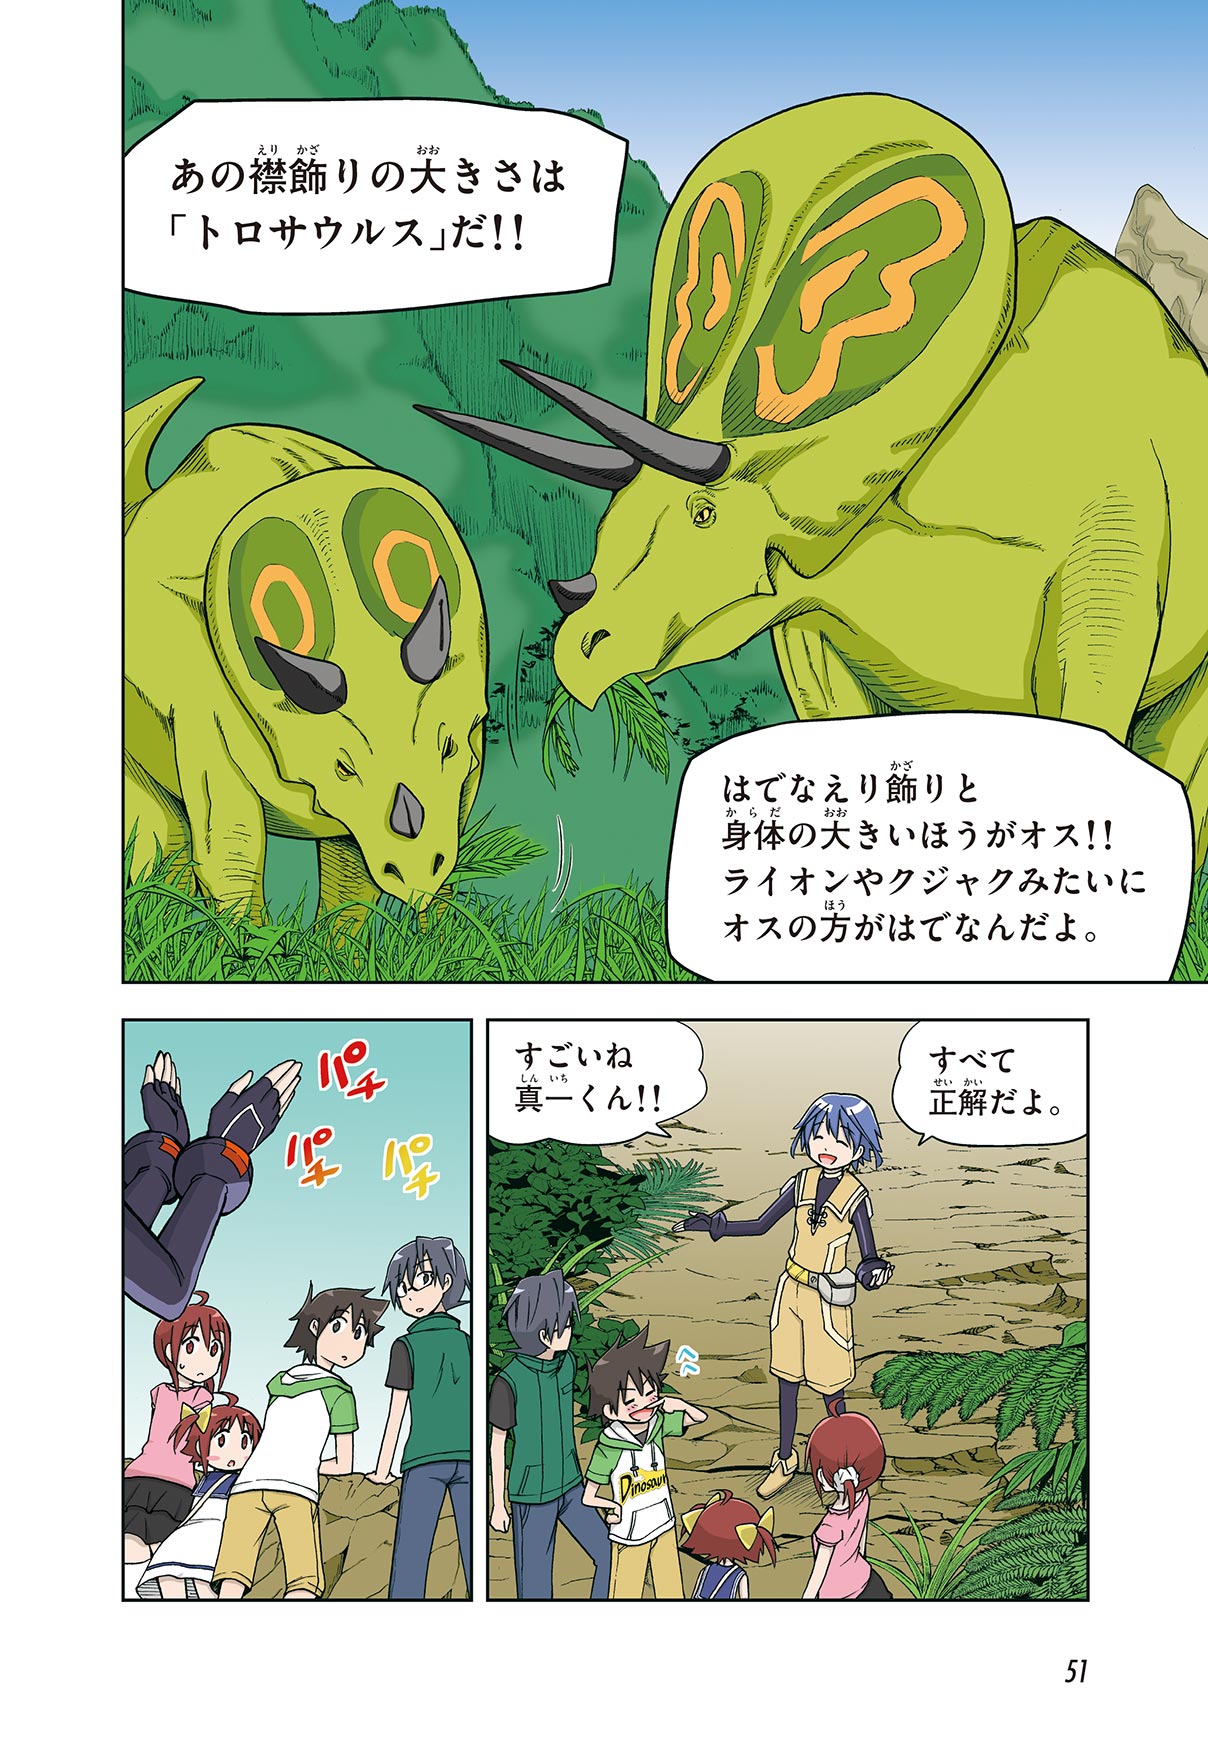 あの襟飾りの大きさは
「トロサウルス」だ!!
はでなえり飾りと
身体の大きいほうがオス!!
ライオンやクジャクみたいに
オスの方がはでなんだよ。
パチ
パチ
パチ
すごいね
真一くん!!
すべて
正解だよ。
へへ
Dinosaur
51